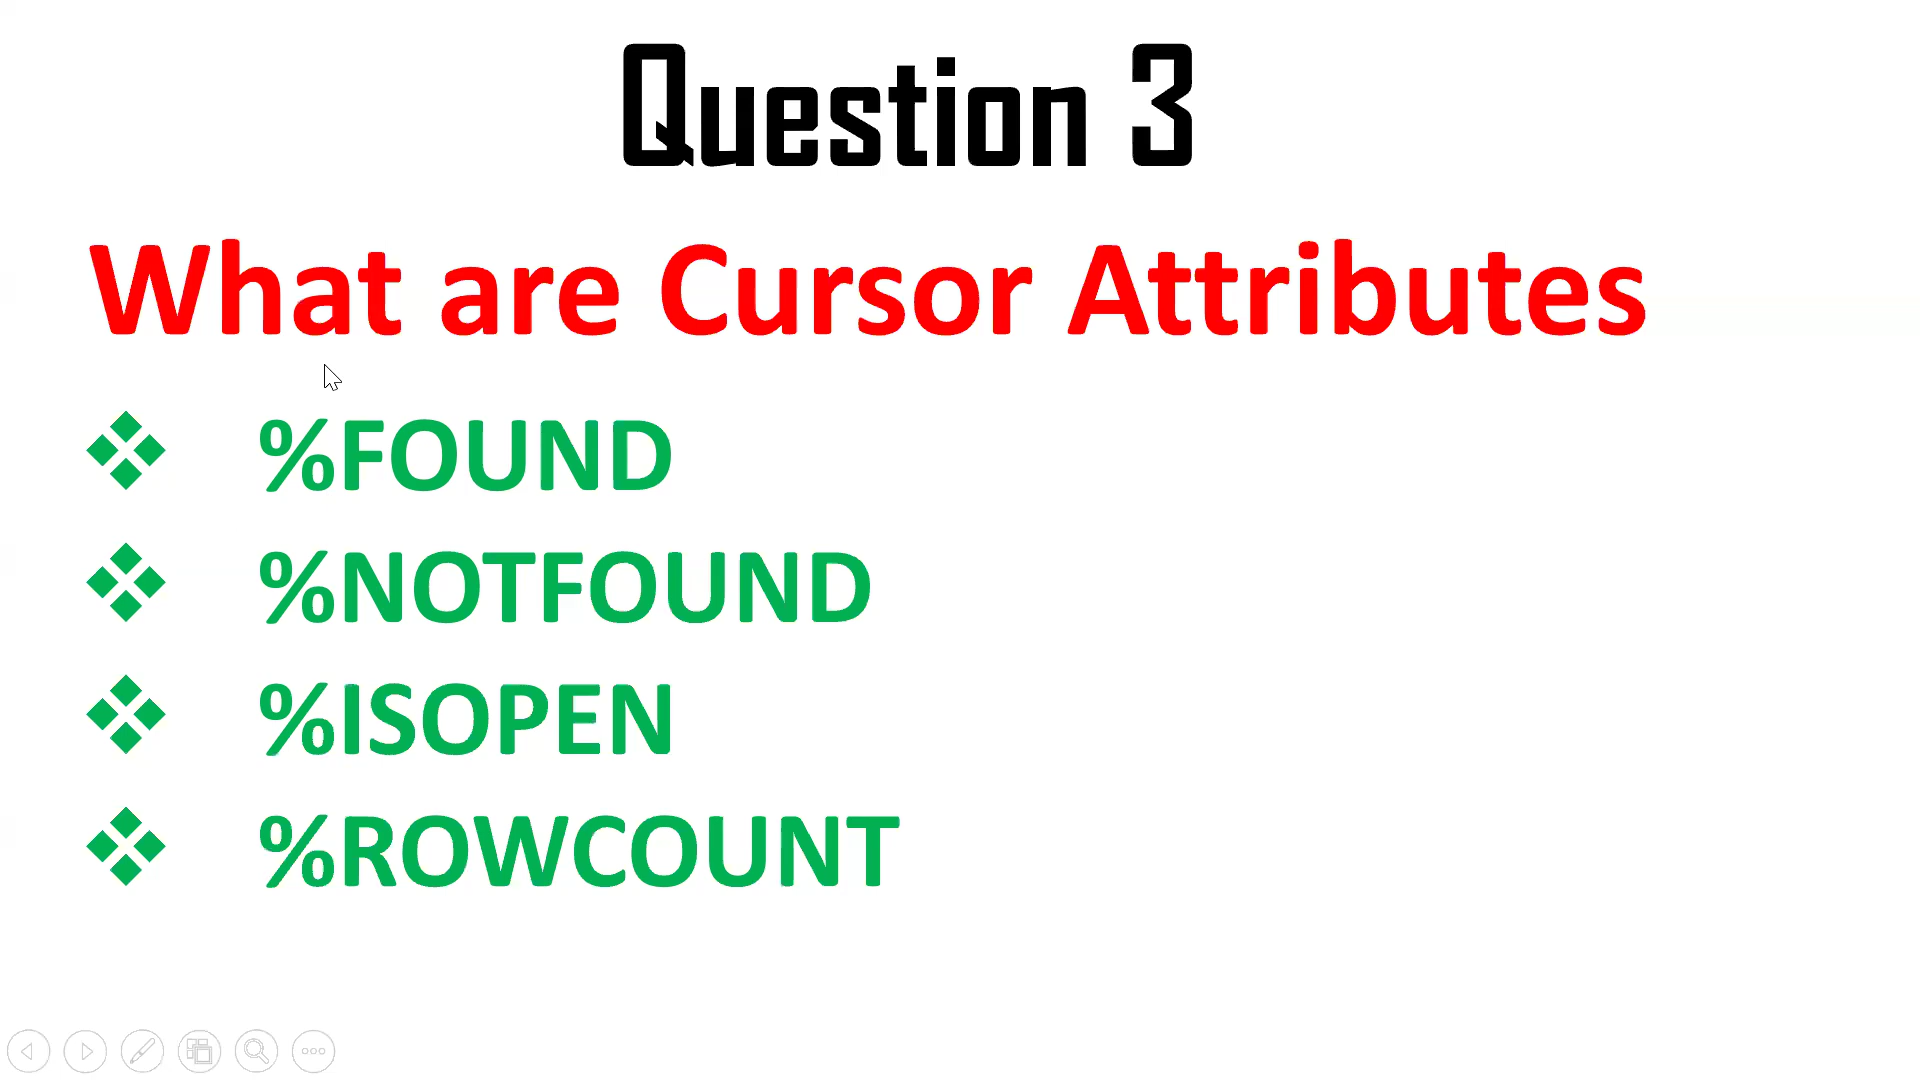 Question 3
What are Cursor Attributes
%FOUND
%NOTFOUND
%ISOPEN
%ROWCOUNT